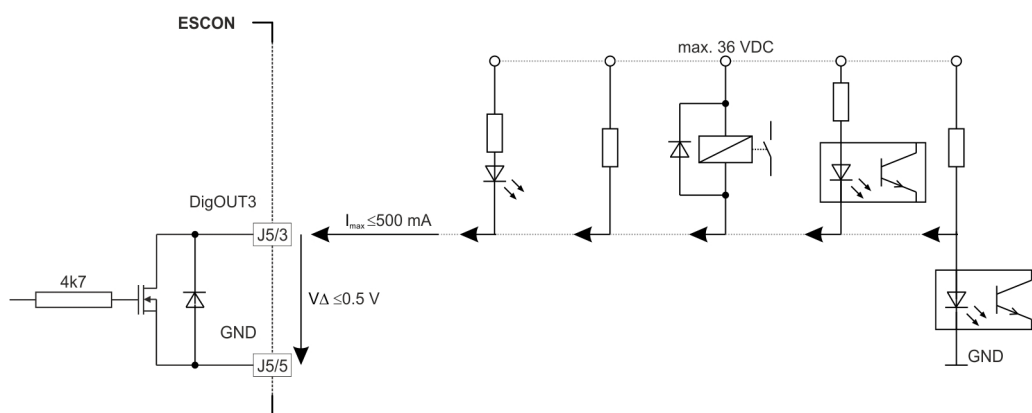 ESCON
max. 36 VDC
DigOUT3
J5/3
Imax ≤500 mA
4k7
VΔ ≤0.5 V
GND
J5/5
GND